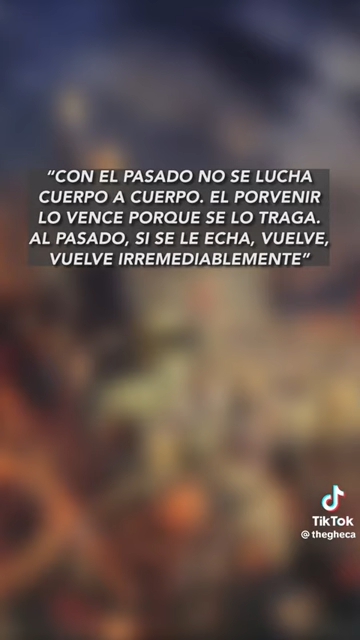 “CON EL PASADO NO SE LUCHA
CUERPO A CUERPO. EL PORVENIR
LO VENCE PORQUE SE LO TRAGA.
AL PASADO, SI SE LE ECHA, VUELVE,
VUELVE IRREMEDIABLEMENTE”
TikTok
@ thegheca